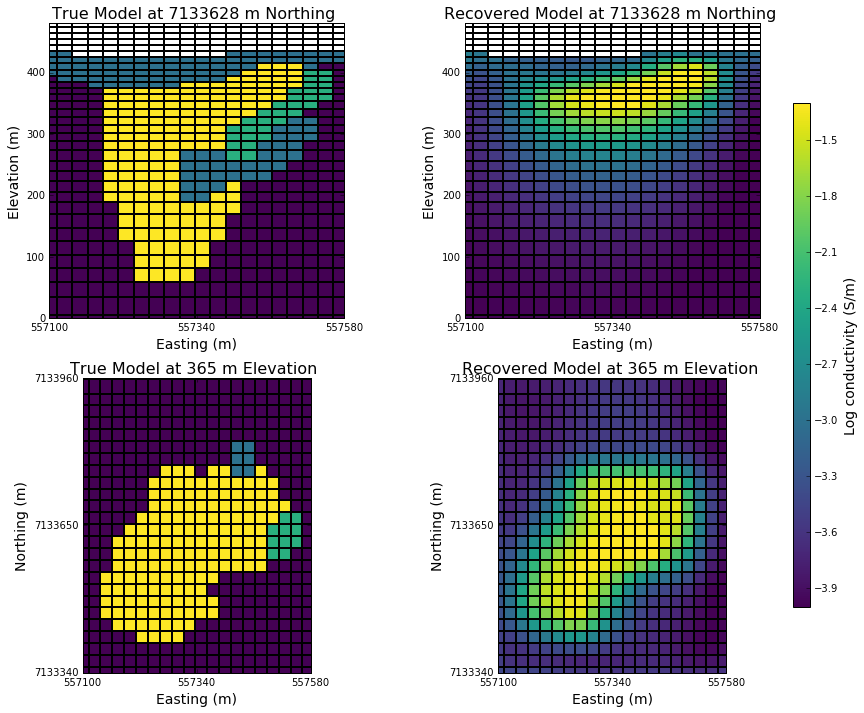 True Model at 7133628 m Northing
Recovered Model at 7133628 m Northing
400
300
200
100
0
Elevation (m)
557100
557340
557580
Easting (m)
400
300
200
100
0
Elevation (m)
557100
557340
557580
Easting (m)
True Model at 365 m Elevation
Recovered Model at 365 m Elevation
7133960
7133650
7133340
Northing (m)
557100
557340
557580
Easting (m)
7133960
7133650
7133340
Northing (m)
557100
557340
557580
Easting (m)
−1.5
−1.8
−2.1
−2.4
−2.7
−3.0
−3.3
−3.6
−3.9
Log conductivity (S/m)